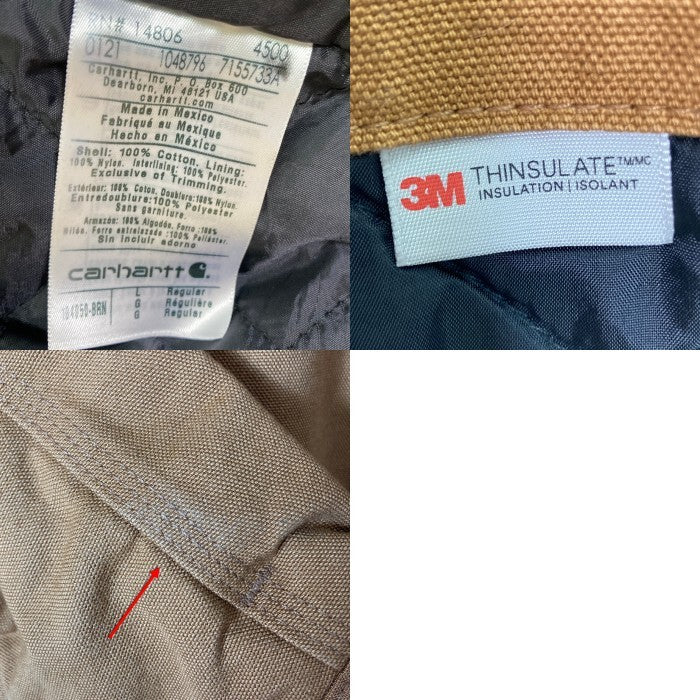 RN# 14806 4500
0121 1048796 7155733A
Carhartt, Inc. P.O. Box 600
Dearborn, MI 48121 USA
carhartt.com
Made in Mexico
Fabriqué au Mexique
Hecho en México
Shell: 100% Cotton. Lining:
100% Nylon. Interlining: 100% Polyester.
Exclusive of Trimming.
Extérieur: 100% Coton, Doublure: 100% Nylon,
Entredoublure: 100% Polyester
Sans garniture.
Armazón: 100% Algodón, Forro : 100%
Nilón, Forro entretelado : 100% Poliéster.
Sin incluir adorno
carhartt
104050-BRN L Regular
G Régulière
G Regular
3M THINSULATE™/MC
INSULATION | ISOLANT